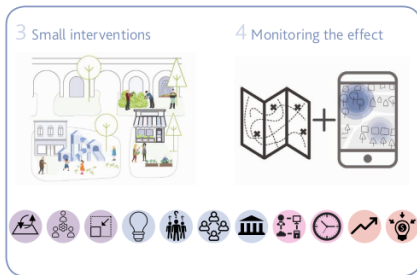 3 Small interventions
4 Monitoring the effect